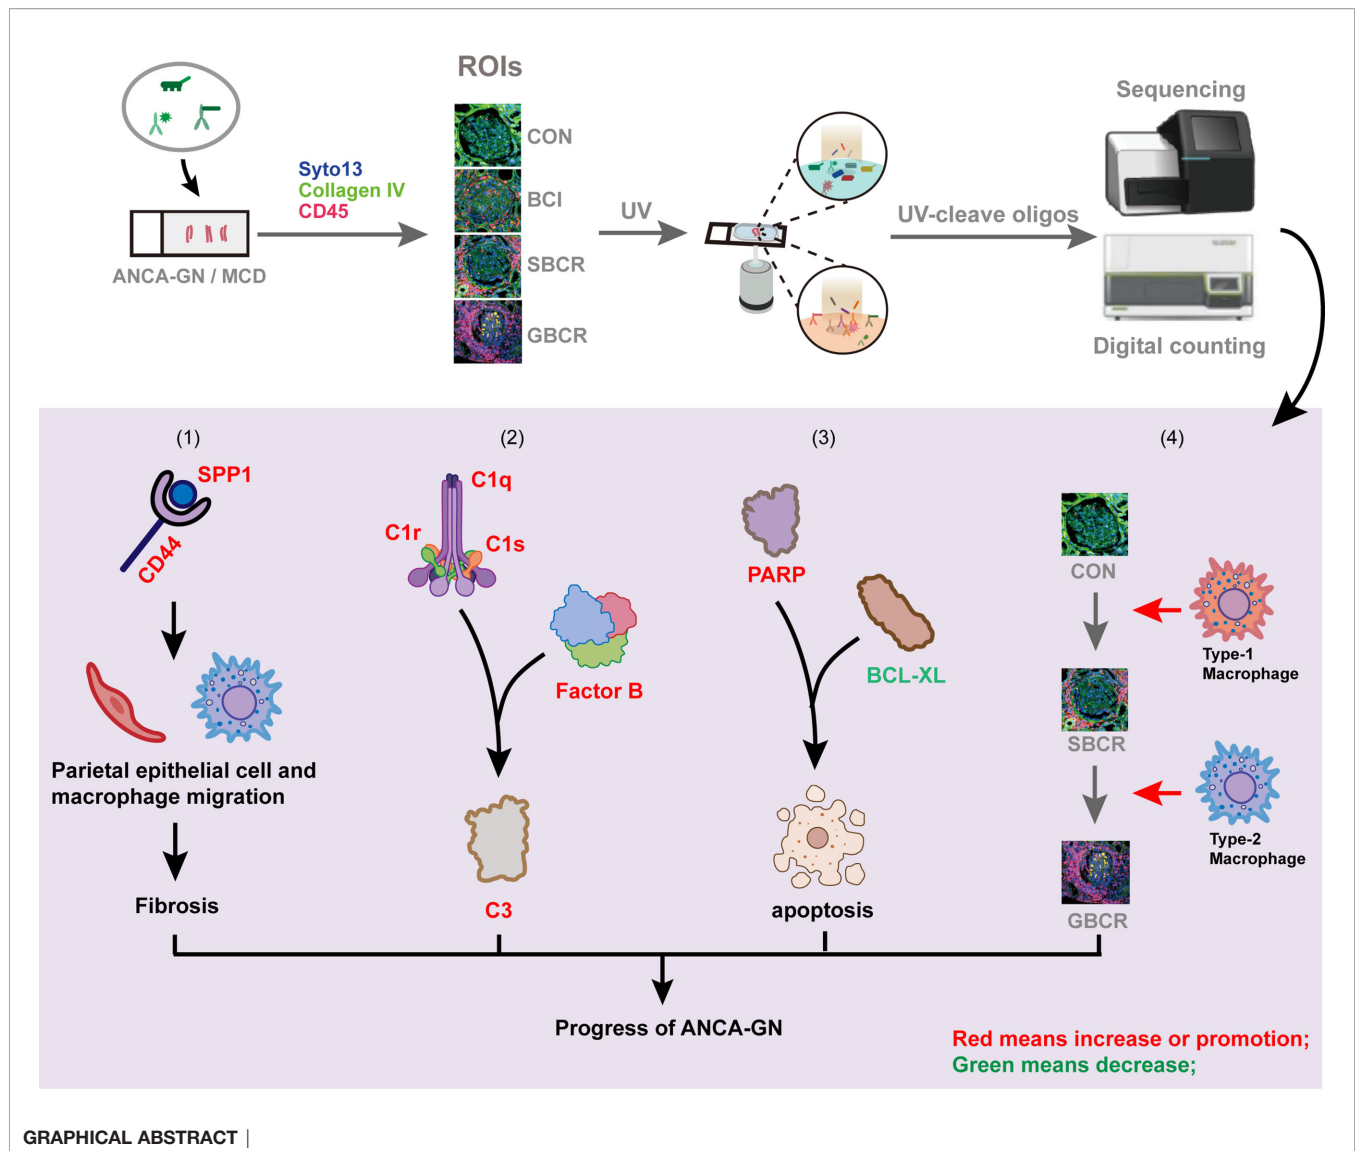 ROIs
Sequencing
Syto13
Collagen IV
CD45
CON
BCI
SBCR
GBCR
UV
UV-cleave oligos
ANCA-GN / MCD
Digital counting
(1)
(2)
(3)
(4)
SPP1
CD44
Parietal epithelial cell and
macrophage migration
Fibrosis
C1q
C1r
C1s
Factor B
C3
PARP
BCL-XL
apoptosis
CON
Type-1
Macrophage
SBCR
Type-2
Macrophage
GBCR
Progress of ANCA-GN
Red means increase or promotion;
Green means decrease;
GRAPHICAL ABSTRACT |